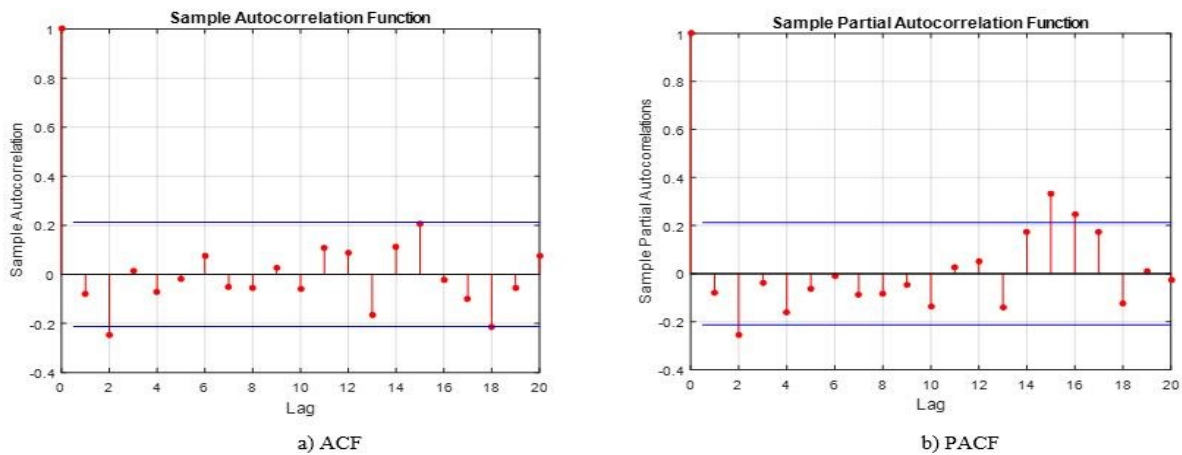 Sample Autocorrelation Function
1
0.8
0.6
0.4
0.2
0
-0.2
-0.4
Sample Autocorrelation
0 2 4 6 8 10 12 14 16 18 20
Lag
a) ACF
Sample Partial Autocorrelation Function
1
0.8
0.6
0.4
0.2
0
-0.2
-0.4
Sample Partial Autocorrelations
0 2 4 6 8 10 12 14 16 18 20
Lag
b) PACF